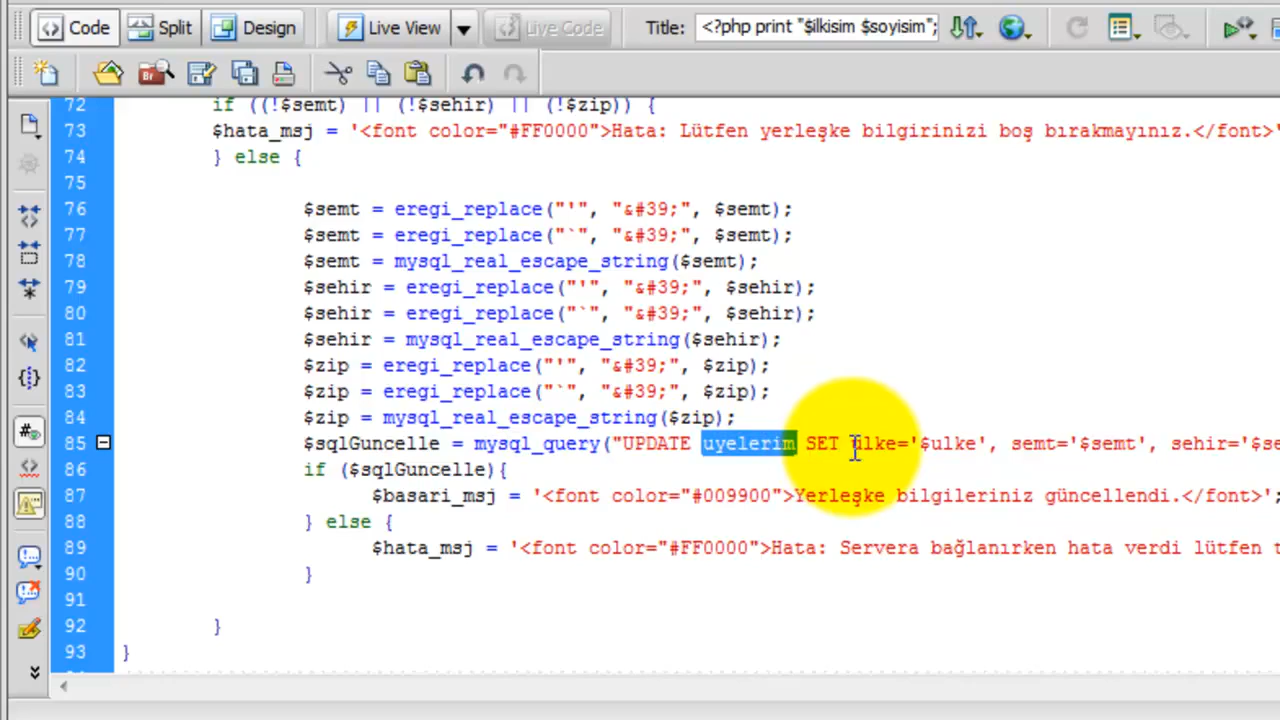 Code Split Design Live View Live Code Title: <?php print "$ilkisim $soyisim";
Br
72 if ((!$semt) || (!$sehir) || (!$zip)) {
73 $hata_msj = '<font color="#FF0000">Hata: Lütfen yerleşke bilgirinizi boş bırakmayınız.</font>'
74 } else {
75
76 $semt = eregi_replace("'", "&#39;", $semt);
77 $semt = eregi_replace("`", "&#39;", $semt);
78 $semt = mysql_real_escape_string($semt);
79 $sehir = eregi_replace("'", "&#39;", $sehir);
80 $sehir = eregi_replace("`", "&#39;", $sehir);
81 $sehir = mysql_real_escape_string($sehir);
82 $zip = eregi_replace("'", "&#39;", $zip);
83 $zip = eregi_replace("`", "&#39;", $zip);
84 $zip = mysql_real_escape_string($zip);
85 $sqlGuncelle = mysql_query("UPDATE uyelerim SET ulke='$ulke', semt='$semt', sehir='$se
86 if ($sqlGuncelle){
87 $basari_msj = '<font color="#009900">Yerleşke bilgileriniz güncellendi.</font>';
88 } else {
89 $hata_msj = '<font color="#FF0000">Hata: Servera bağlanırken hata verdi lütfen t
90 }
91
92 }
93 }